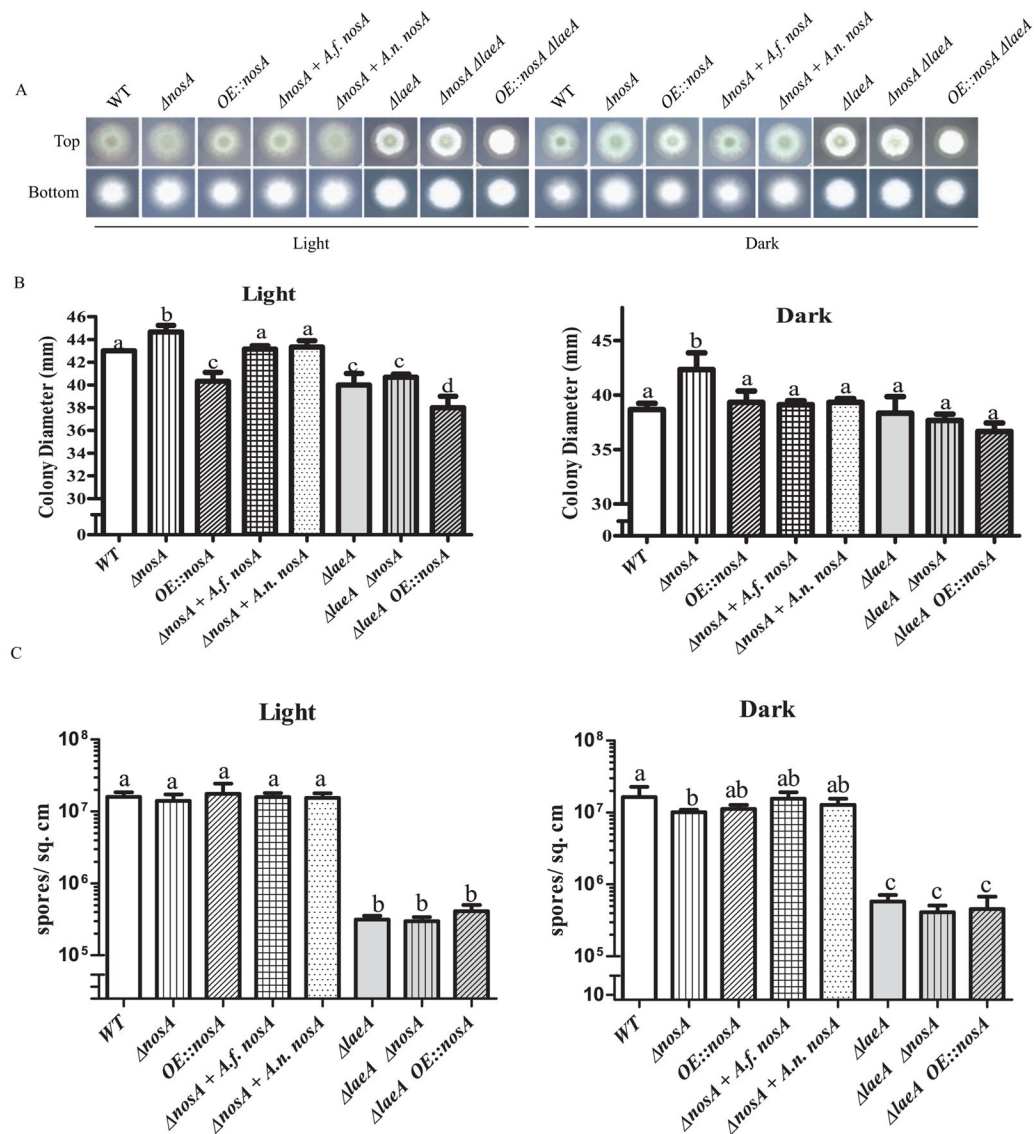 A
WT ΔnosA OE::nosA ΔnosA + A.f. nosA ΔnosA + A.n. nosA ΔlaeA ΔnosA ΔlaeA OE::nosA ΔlaeA WT ΔnosA OE::nosA ΔnosA + A.f. nosA ΔnosA + A.n. nosA ΔlaeA ΔnosA ΔlaeA OE::nosA ΔlaeA
Top
Bottom
Light Dark
B
Light
Colony Diameter (mm)
46
44
42
40
38
36
34
32
30
0
a b c a a c c d
WT ΔnosA OE::nosA ΔnosA + A.f. nosA ΔnosA + A.n. nosA ΔlaeA ΔlaeA ΔnosA ΔlaeA OE::nosA
Dark
Colony Diameter (mm)
45
40
35
30
0
a b a a a a a a
WT ΔnosA OE::nosA ΔnosA + A.f. nosA ΔnosA + A.n. nosA ΔlaeA ΔlaeA ΔnosA ΔlaeA OE::nosA
C
Light
spores/ sq. cm
10⁸
10⁷
10⁶
10⁵
a a a a a b b b
WT ΔnosA OE::nosA ΔnosA + A.f. nosA ΔnosA + A.n. nosA ΔlaeA ΔlaeA ΔnosA ΔlaeA OE::nosA
Dark
spores/ sq. cm
10⁸
10⁷
10⁶
10⁵
10
a b ab ab ab c c c
WT ΔnosA OE::nosA ΔnosA + A.f. nosA ΔnosA + A.n. nosA ΔlaeA ΔlaeA ΔnosA ΔlaeA OE::nosA